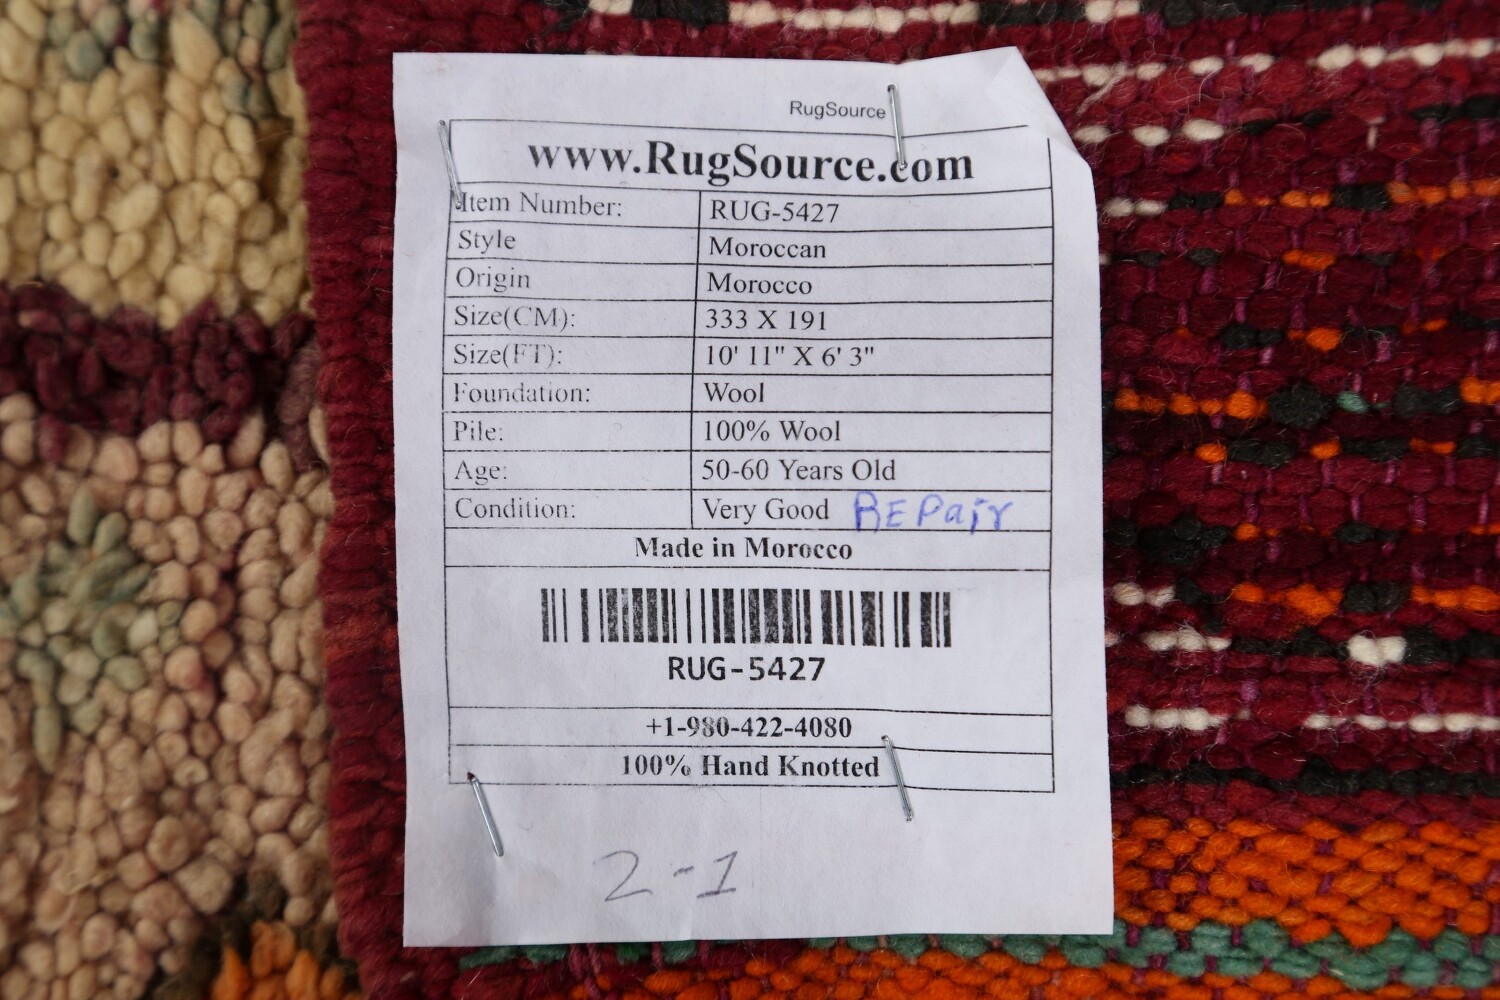 RugSource
www.RugSource.com
Item Number: RUG-5427
Style Moroccan
Origin Morocco
Size(CM): 333 X 191
Size(FT): 10' 11" X 6' 3"
Foundation: Wool
Pile: 100% Wool
Age: 50-60 Years Old
Condition: Very Good REPair
Made in Morocco
RUG-5427
+1-980-422-4080
100% Hand Knotted
2-1